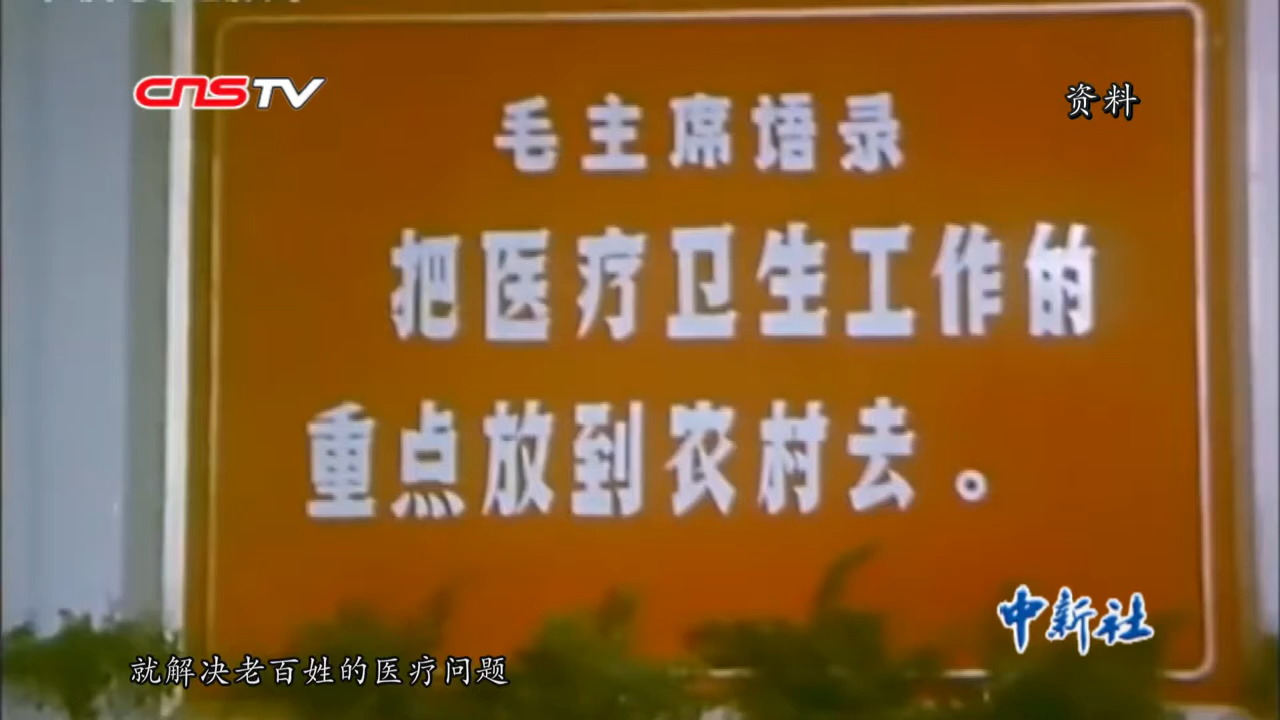 CNSTV
资料
毛主席语录
把医疗卫生工作的
重点放到农村去。
中新社
就解决老百姓的医疗问题